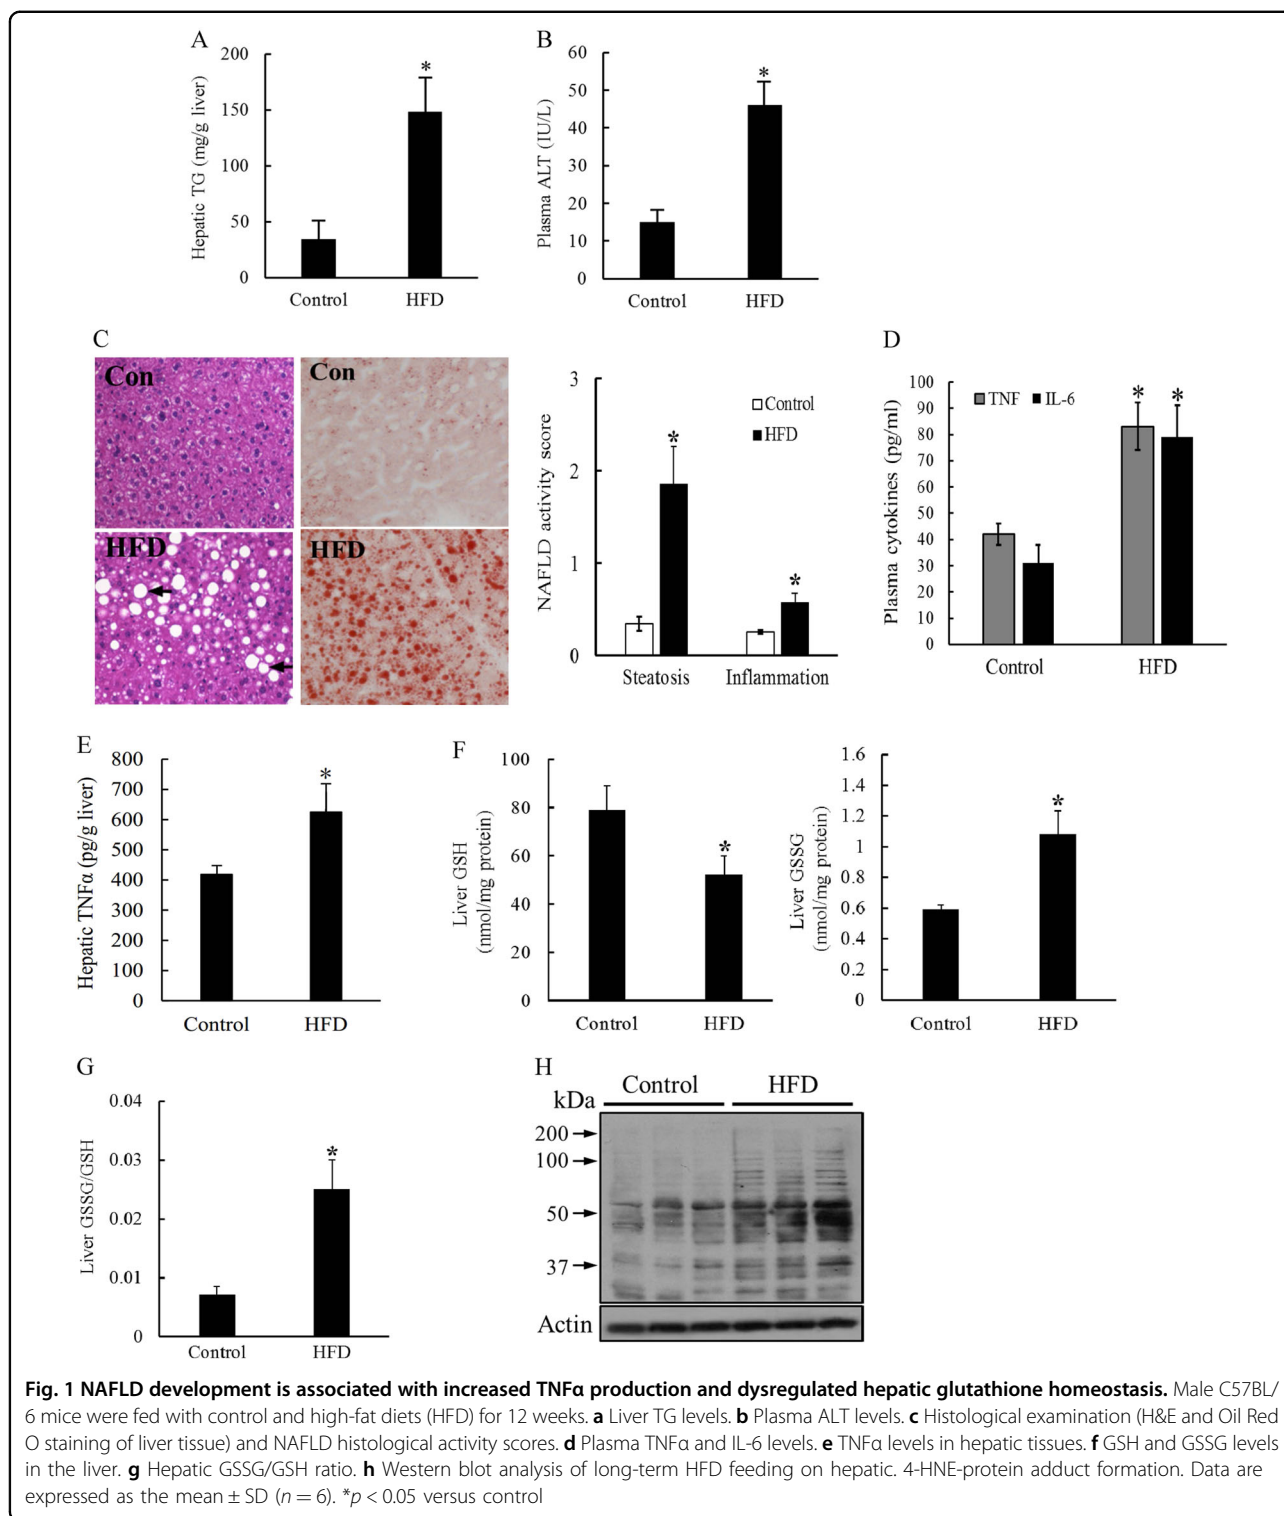 A
Hepatic TG (mg/g liver)
200
150
100
50
0
*
Control HFD
B
Plasma ALT (IU/L)
60
50
40
30
20
10
0
*
Control HFD
C
Con
Con
HFD
HFD
NAFLD activity score
3
2
1
0
Control
HFD
*
*
Steatosis Inflammation
D
Plasma cytokines (pg/ml)
100
90
80
70
60
50
40
30
20
10
0
TNF IL-6
* *
Control HFD
E
Hepatic TNFα (pg/g liver)
800
700
600
500
400
300
200
100
0
*
Control HFD
F
Liver GSH
(nmol/mg protein)
100
80
60
40
20
0
*
Control HFD
Liver GSSG
(nmol/mg protein)
1.6
1.4
1.2
1
0.8
0.6
0.4
0.2
0
*
Control HFD
G
Liver GSSG/GSH
0.04
0.03
0.02
0.01
0
*
Control HFD
H
Control HFD
kDa
200
100
50
37
Actin
Fig. 1 NAFLD development is associated with increased TNFα production and dysregulated hepatic glutathione homeostasis. Male C57BL/
6 mice were fed with control and high-fat diets (HFD) for 12 weeks. a Liver TG levels. b Plasma ALT levels. c Histological examination (H&E and Oil Red
O staining of liver tissue) and NAFLD histological activity scores. d Plasma TNFα and IL-6 levels. e TNFα levels in hepatic tissues. f GSH and GSSG levels
in the liver. g Hepatic GSSG/GSH ratio. h Western blot analysis of long-term HFD feeding on hepatic. 4-HNE-protein adduct formation. Data are
expressed as the mean ± SD (n = 6). *p < 0.05 versus control